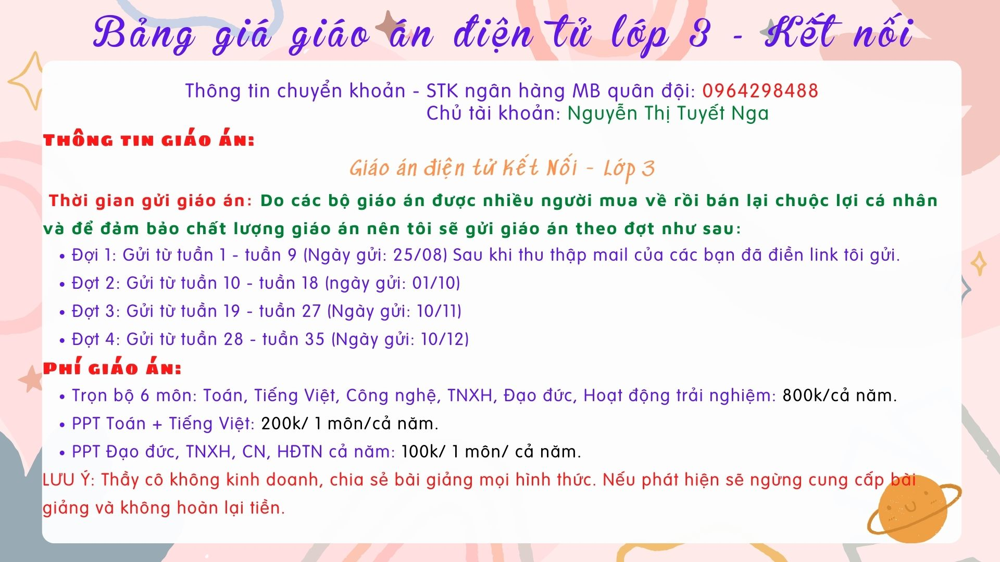 Bảng giá giáo án điện tử lớp 3 - Kết nối
Thông tin chuyển khoản - STK ngân hàng MB quân đội: 0964298488
Chủ tài khoản: Nguyễn Thị Tuyết Nga
THÔNG TIN GIÁO ÁN:
Giáo án điện tử Kết Nối - Lớp 3
Thời gian gửi giáo án: Do các bộ giáo án được nhiều người mua về rồi bán lại chuộc lợi cá nhân
và để đảm bảo chất lượng giáo án nên tôi sẽ gửi giáo án theo đợt như sau:
• Đợi 1: Gửi từ tuần 1 - tuần 9 (Ngày gửi: 25/08) Sau khi thu thập mail của các bạn đã điền link tôi gửi.
• Đợt 2: Gửi từ tuần 10 - tuần 18 (ngày gửi: 01/10)
• Đợt 3: Gửi từ tuần 19 - tuần 27 (Ngày gửi: 10/11)
• Đợt 4: Gửi từ tuần 28 - tuần 35 (Ngày gửi: 10/12)
PHÍ GIÁO ÁN:
• Trọn bộ 6 môn: Toán, Tiếng Việt, Công nghệ, TNXH, Đạo đức, Hoạt động trải nghiệm: 800k/cả năm.
• PPT Toán + Tiếng Việt: 200k/ 1 môn/cả năm.
• PPT Đạo đức, TNXH, CN, HĐTN cả năm: 100k/ 1 môn/ cả năm.
LƯU Ý: Thầy cô không kinh doanh, chia sẻ bài giảng mọi hình thức. Nếu phát hiện sẽ ngừng cung cấp bài
giảng và không hoàn lại tiền.